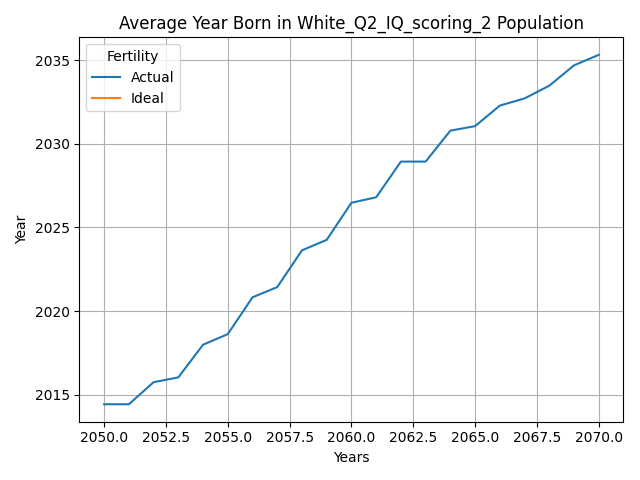 Average Year Born in White_Q2_IQ_scoring_2 Population
Fertility
Actual
Ideal
2035
2030
2025
2020
2015
Year
2050.0 2052.5 2055.0 2057.5 2060.0 2062.5 2065.0 2067.5 2070.0
Years